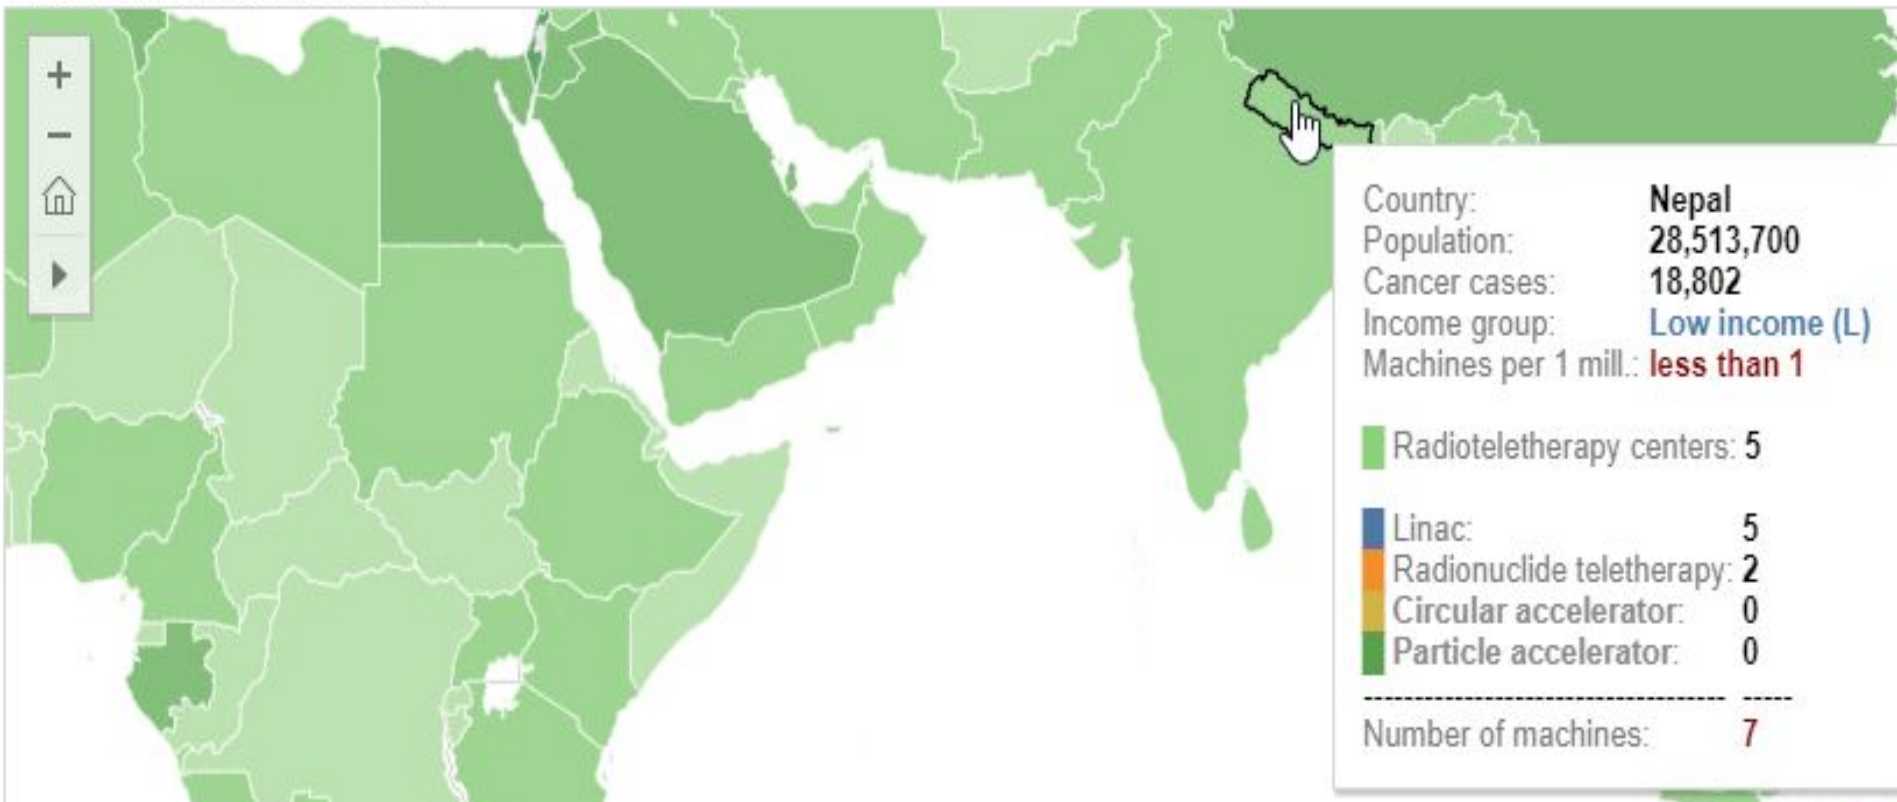 Country: Nepal
Population: 28,513,700
Cancer cases: 18,802
Income group: Low income (L)
Machines per 1 mill.: less than 1
Radioteletherapy centers: 5
Linac: 5
Radionuclide teletherapy: 2
Circular accelerator: 0
Particle accelerator: 0
------------------------------------ -----
Number of machines: 7